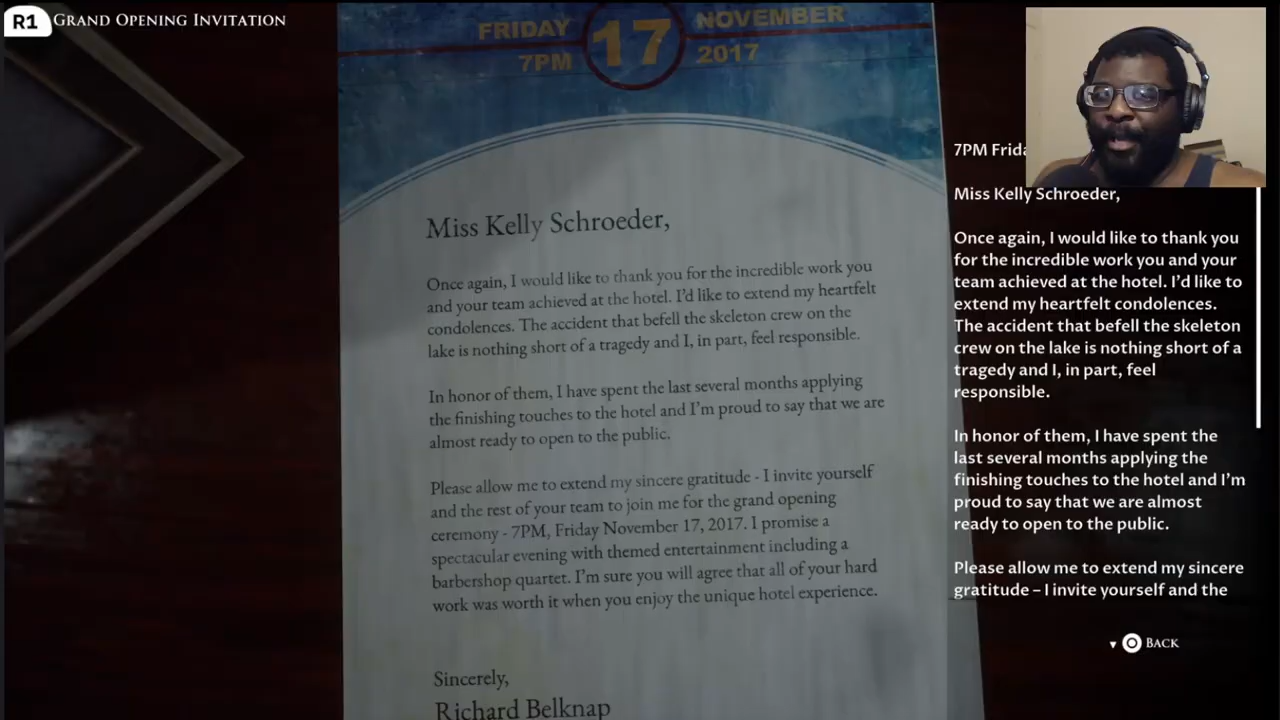 R1 GRAND OPENING INVITATION
FRIDAY 17 NOVEMBER
7PM 2017
Miss Kelly Schroeder,
Once again, I would like to thank you for the incredible work you
and your team achieved at the hotel. I'd like to extend my heartfelt
condolences. The accident that befell the skeleton crew on the
lake is nothing short of a tragedy and I, in part, feel responsible.
In honor of them, I have spent the last several months applying
the finishing touches to the hotel and I'm proud to say that we are
almost ready to open to the public.
Please allow me to extend my sincere gratitude - I invite yourself
and the rest of your team to join me for the grand opening
ceremony - 7PM, Friday November 17, 2017. I promise a
spectacular evening with themed entertainment including a
barbershop quartet. I'm sure you will agree that all of your hard
work was worth it when you enjoy the unique hotel experience.
Sincerely,
Richard Belknap
7PM
Miss Kelly Schroeder,
Once again, I would like to thank you
for the incredible work you and your
team achieved at the hotel. I'd like to
extend my heartfelt condolences.
The accident that befell the skeleton
crew on the lake is nothing short of a
tragedy and I, in part, feel
responsible.
In honor of them, I have spent the
last several months applying the
finishing touches to the hotel and I'm
proud to say that we are almost
ready to open to the public.
Please allow me to extend my sincere
gratitude – I invite yourself and the
BACK